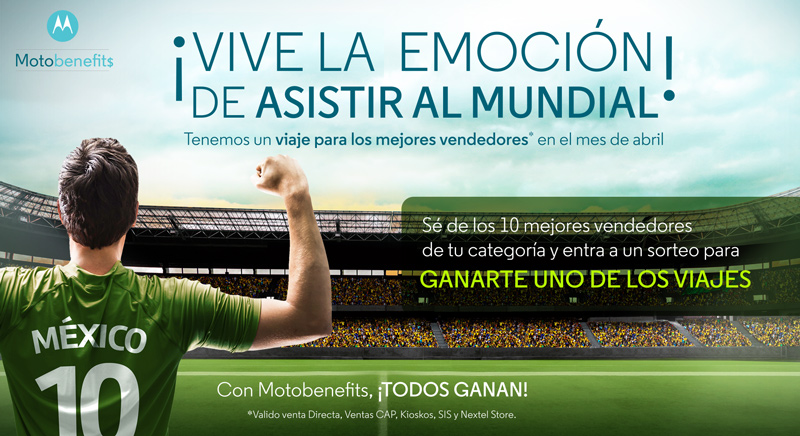 Motobenefits
¡VIVE LA EMOCIÓN
DE ASISTIR AL MUNDIAL!
Tenemos un viaje para los mejores vendedores* en el mes de abril
Sé de los 10 mejores vendedores
de tu categoría y entra a un sorteo para
GANARTE UNO DE LOS VIAJES
MÉXICO
10
Con Motobenefits, ¡TODOS GANAN!
*Valido venta Directa, Ventas CAP, Kioskos, SIS y Nextel Store.